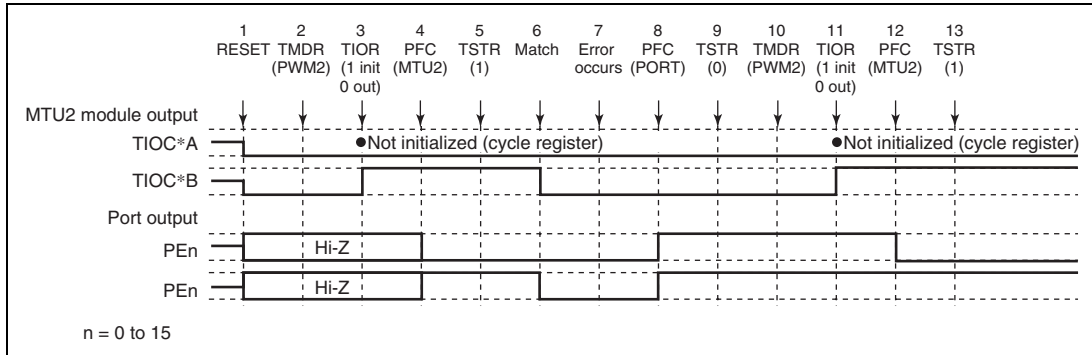 1 2 3 4 5 6 7 8 9 10 11 12 13
RESET TMDR TIOR PFC TSTR Match Error PFC TSTR TMDR TIOR PFC TSTR
(PWM2) (1 init (MTU2) (1) occurs (PORT) (0) (PWM2) (1 init (MTU2) (1)
0 out) 0 out)
MTU2 module output
TIOC*A ●Not initialized (cycle register) ●Not initialized (cycle register)
TIOC*B
Port output
PEn Hi-Z
PEn Hi-Z
n = 0 to 15